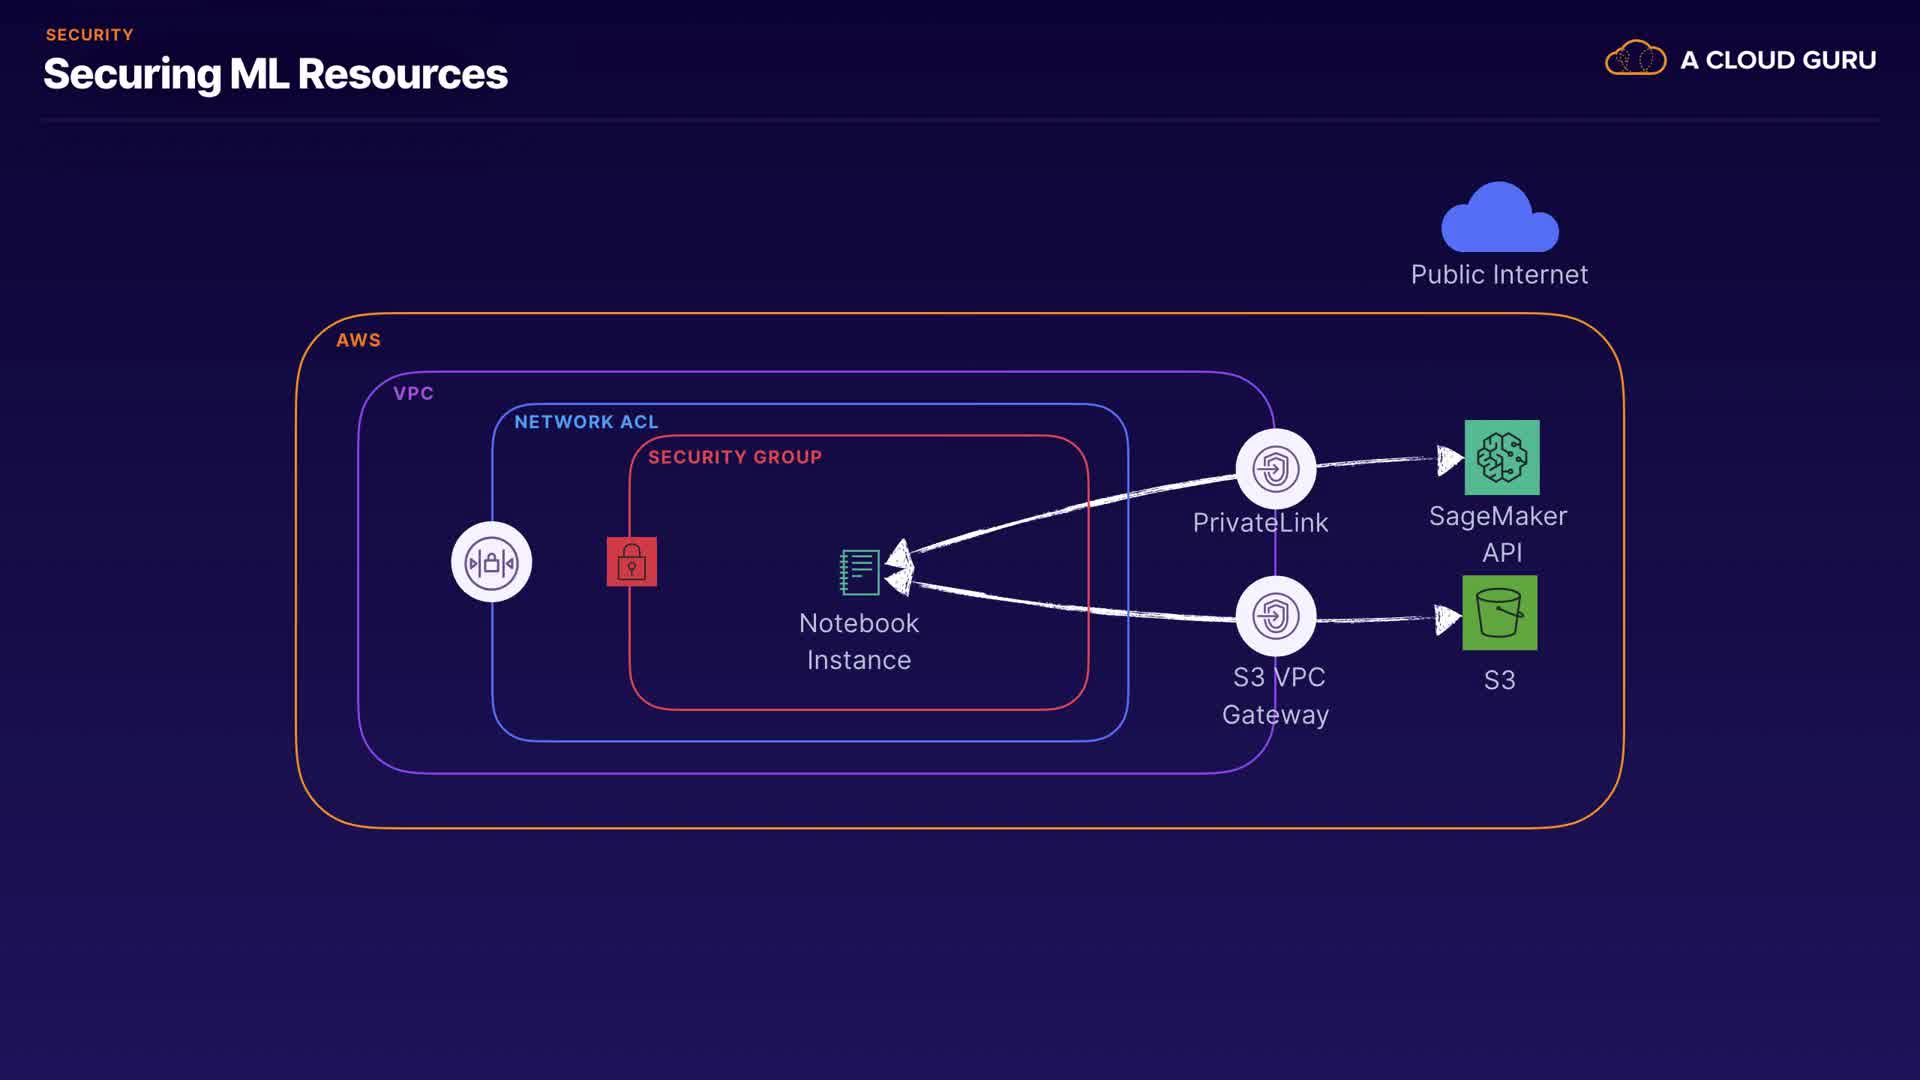 SECURITY
Securing ML Resources
A CLOUD GURU
Public Internet
AWS
VPC
NETWORK ACL
SECURITY GROUP
PrivateLink
SageMaker
API
Notebook
Instance
S3 VPC
Gateway
S3